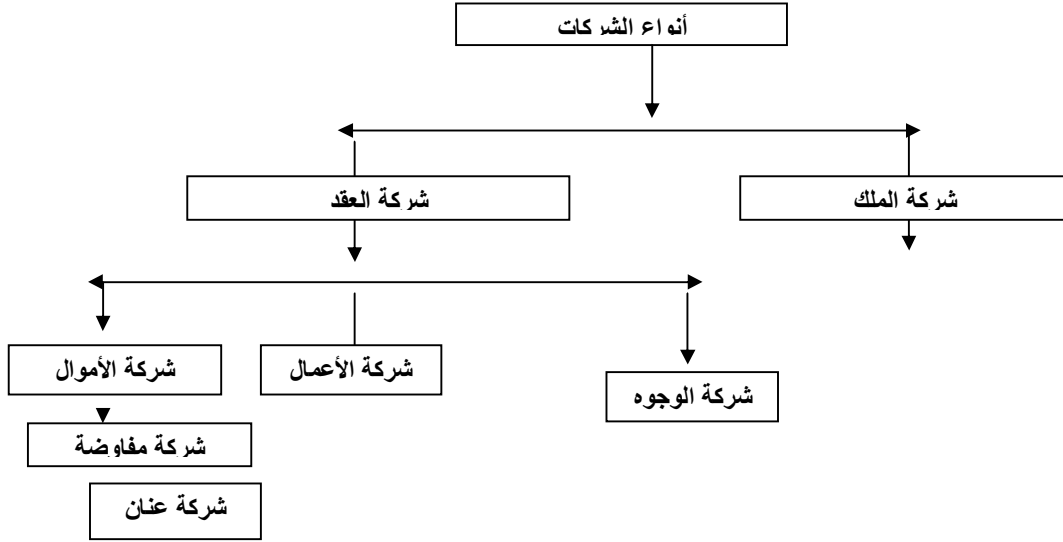 أنواع الشركات
شركة الملك
شركة العقد
شركة الوجوه
شركة الأعمال
شركة الأموال
شركة مفاوضة
شركة عنان